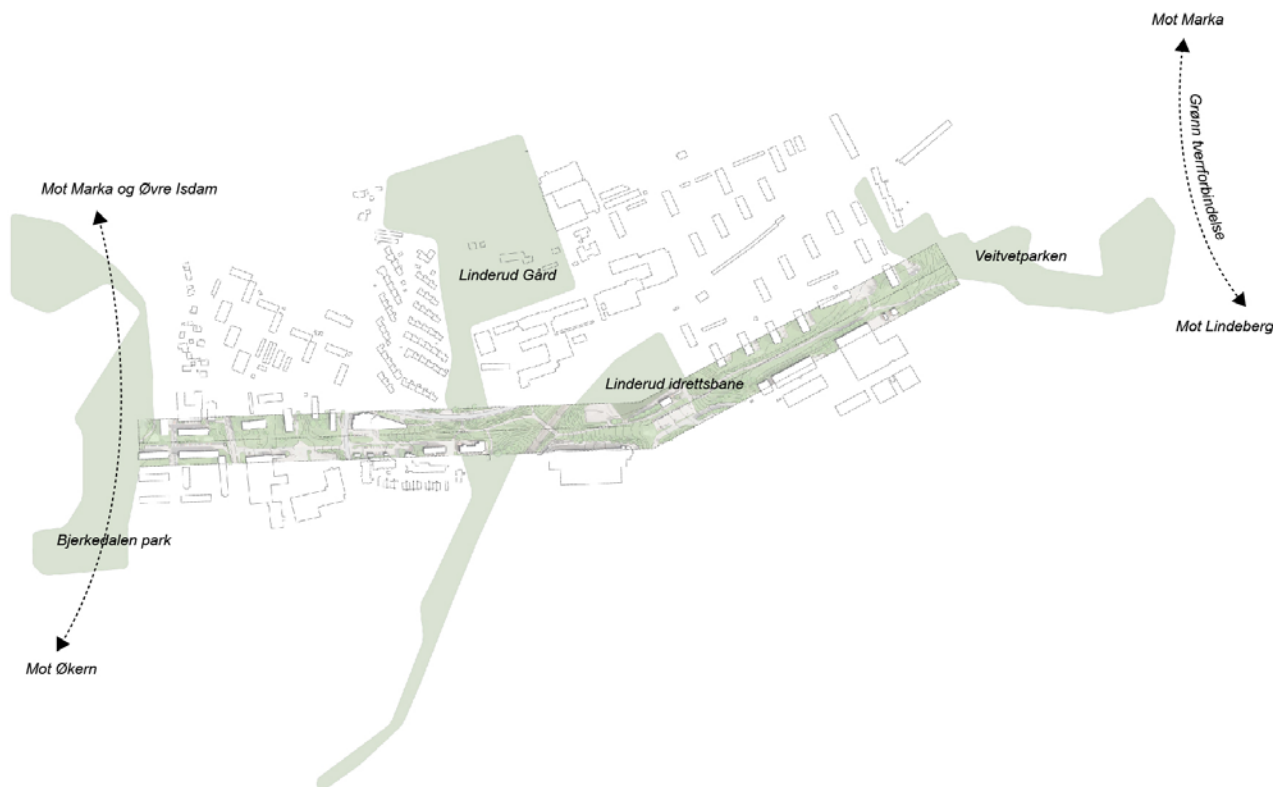 Mot Marka
Grønn tverrforbindelse
Mot Marka og Øvre Isdam
Linderud Gård
Veitvetparken
Mot Lindeberg
Linderud idrettsbane
Bjerkedalen park
Mot Økern